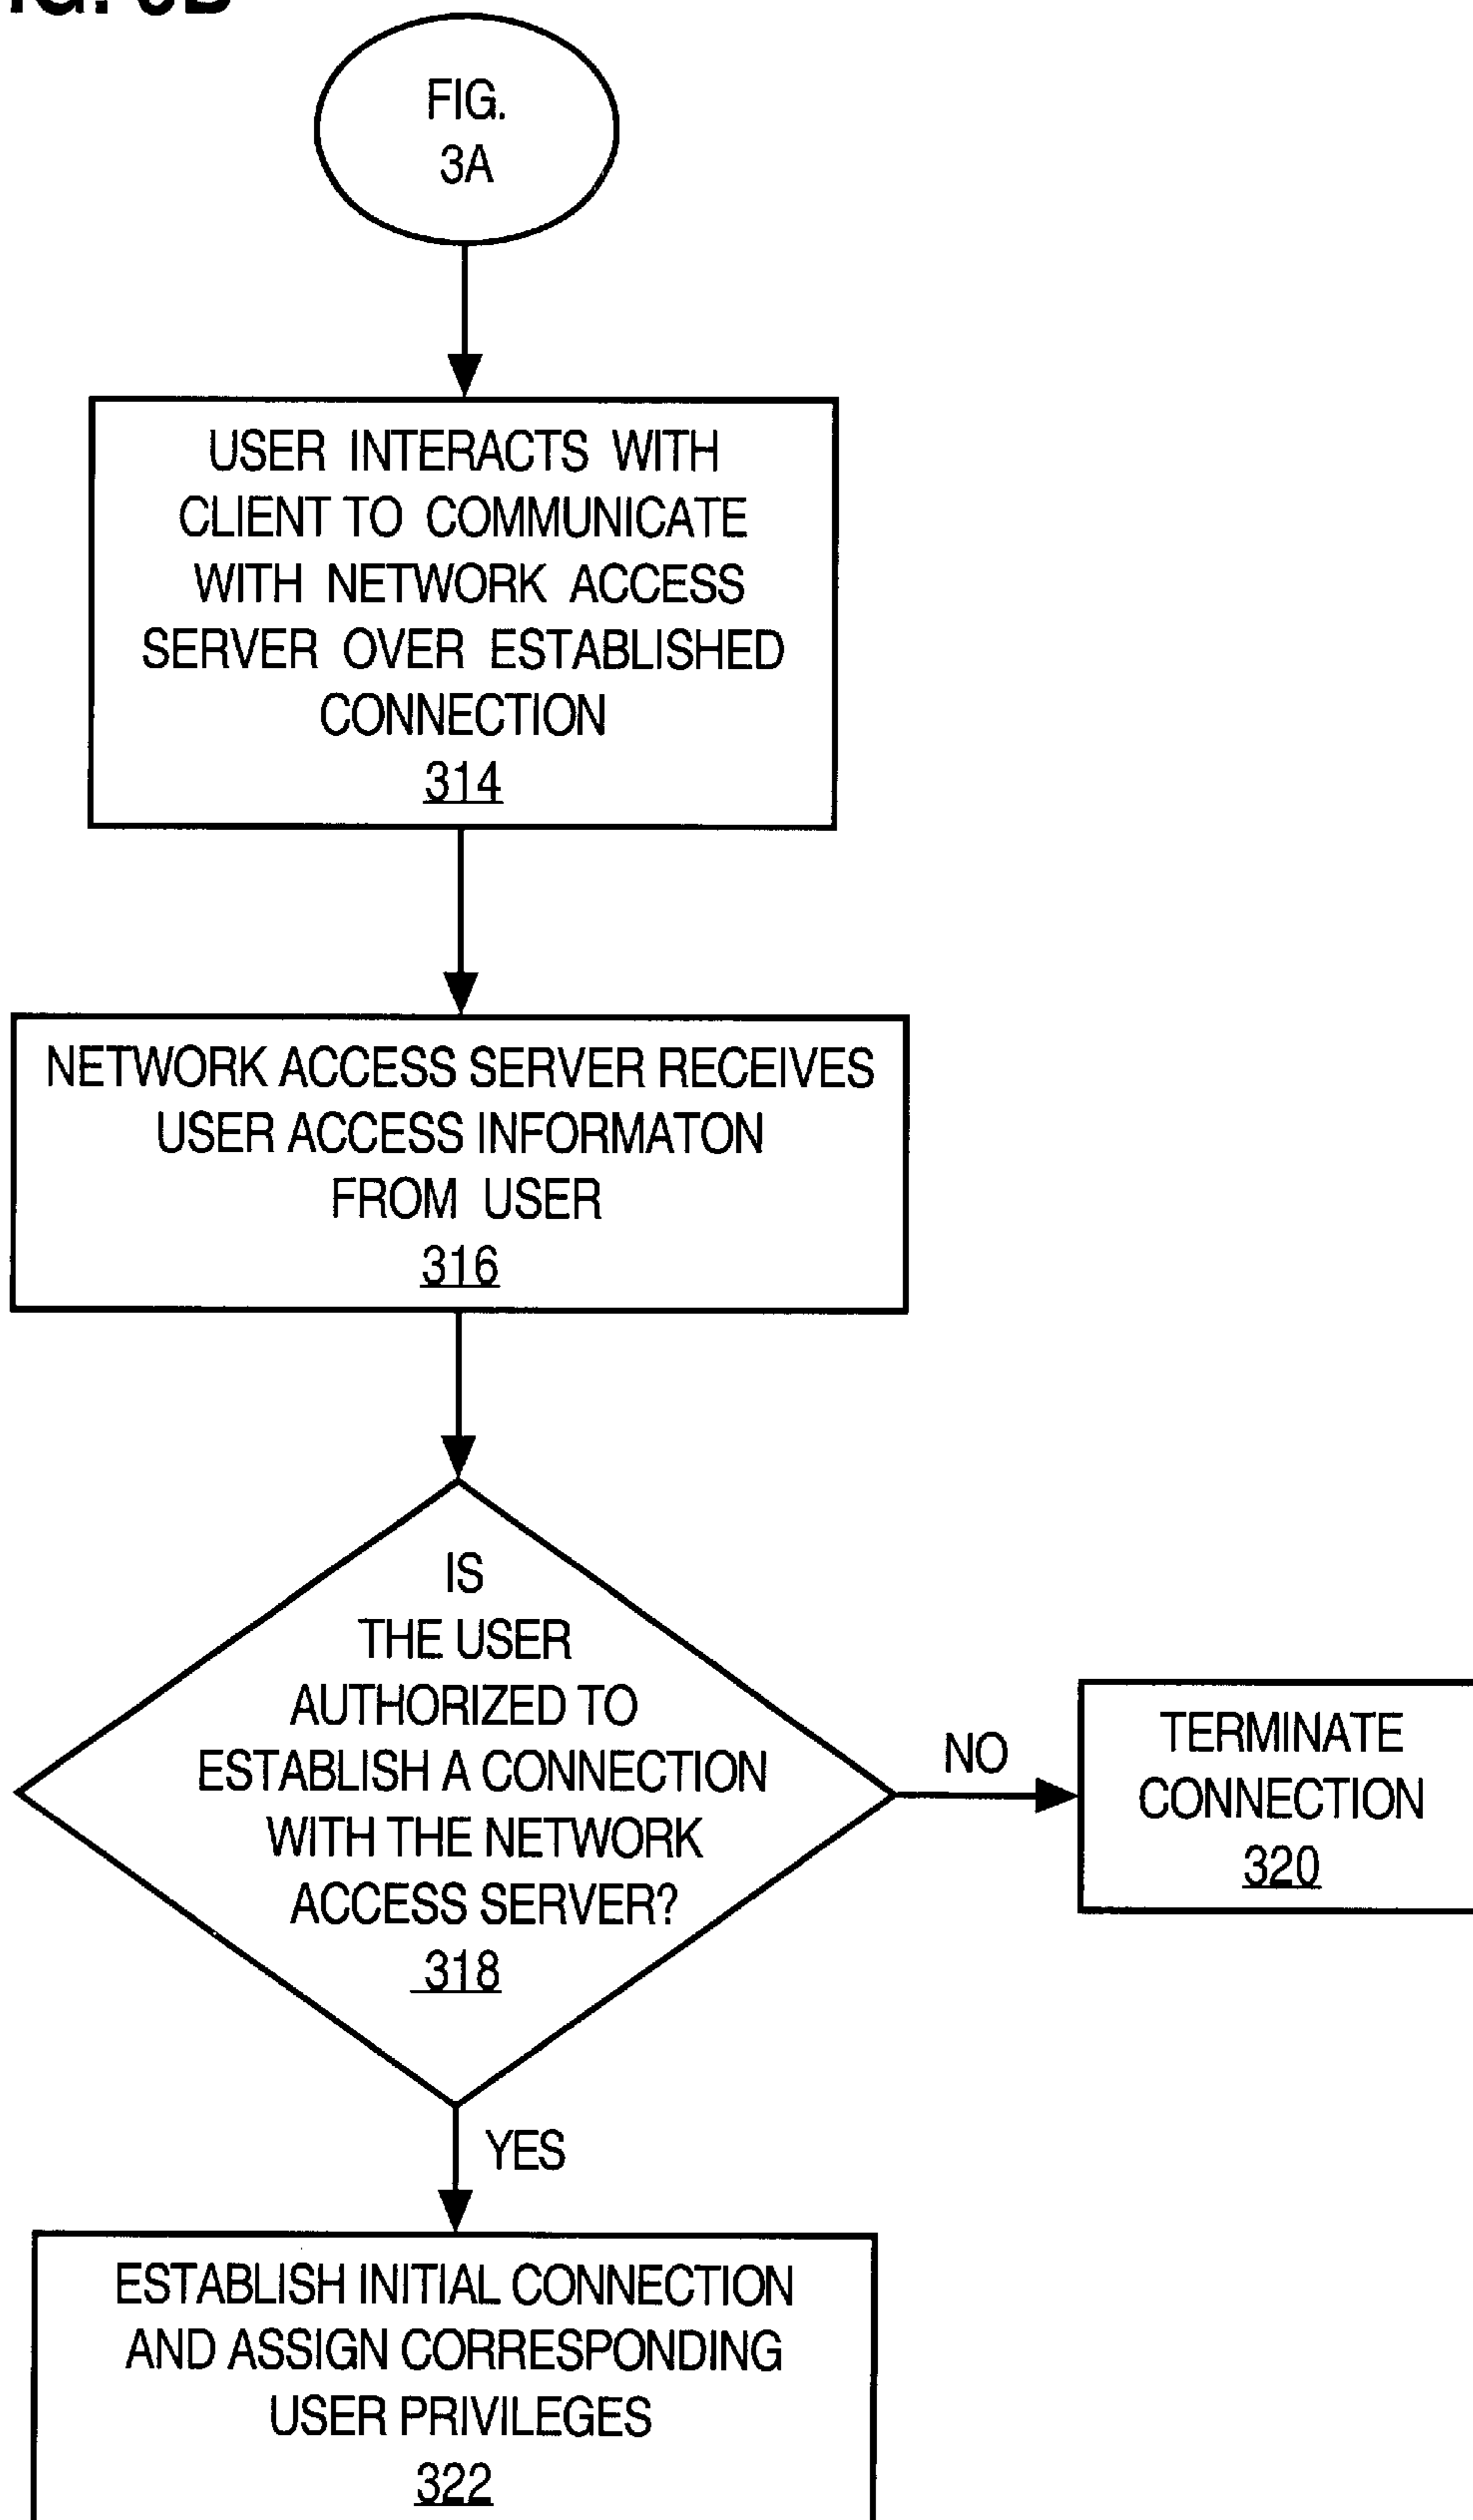 FIG.
3A
USER INTERACTS WITH
CLIENT TO COMMUNICATE
WITH NETWORK ACCESS
SERVER OVER ESTABLISHED
CONNECTION
314
NETWORK ACCESS SERVER RECEIVES
USER ACCESS INFORMATON
FROM USER
316
IS
THE USER
AUTHORIZED TO
ESTABLISH A CONNECTION
WITH THE NETWORK
ACCESS SERVER?
318
NO
TERMINATE
CONNECTION
320
YES
ESTABLISH INITIAL CONNECTION
AND ASSIGN CORRESPONDING
USER PRIVILEGES
322